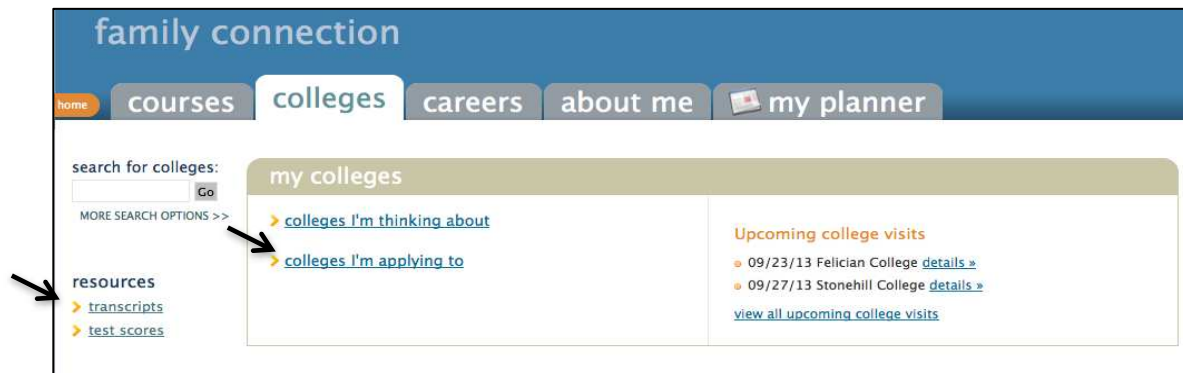 family connection
home courses colleges careers about me my planner
search for colleges:
Go
MORE SEARCH OPTIONS >>
resources
transcripts
test scores
my colleges
colleges I'm thinking about
colleges I'm applying to
Upcoming college visits
09/23/13 Felician College details »
09/27/13 Stonehill College details »
view all upcoming college visits